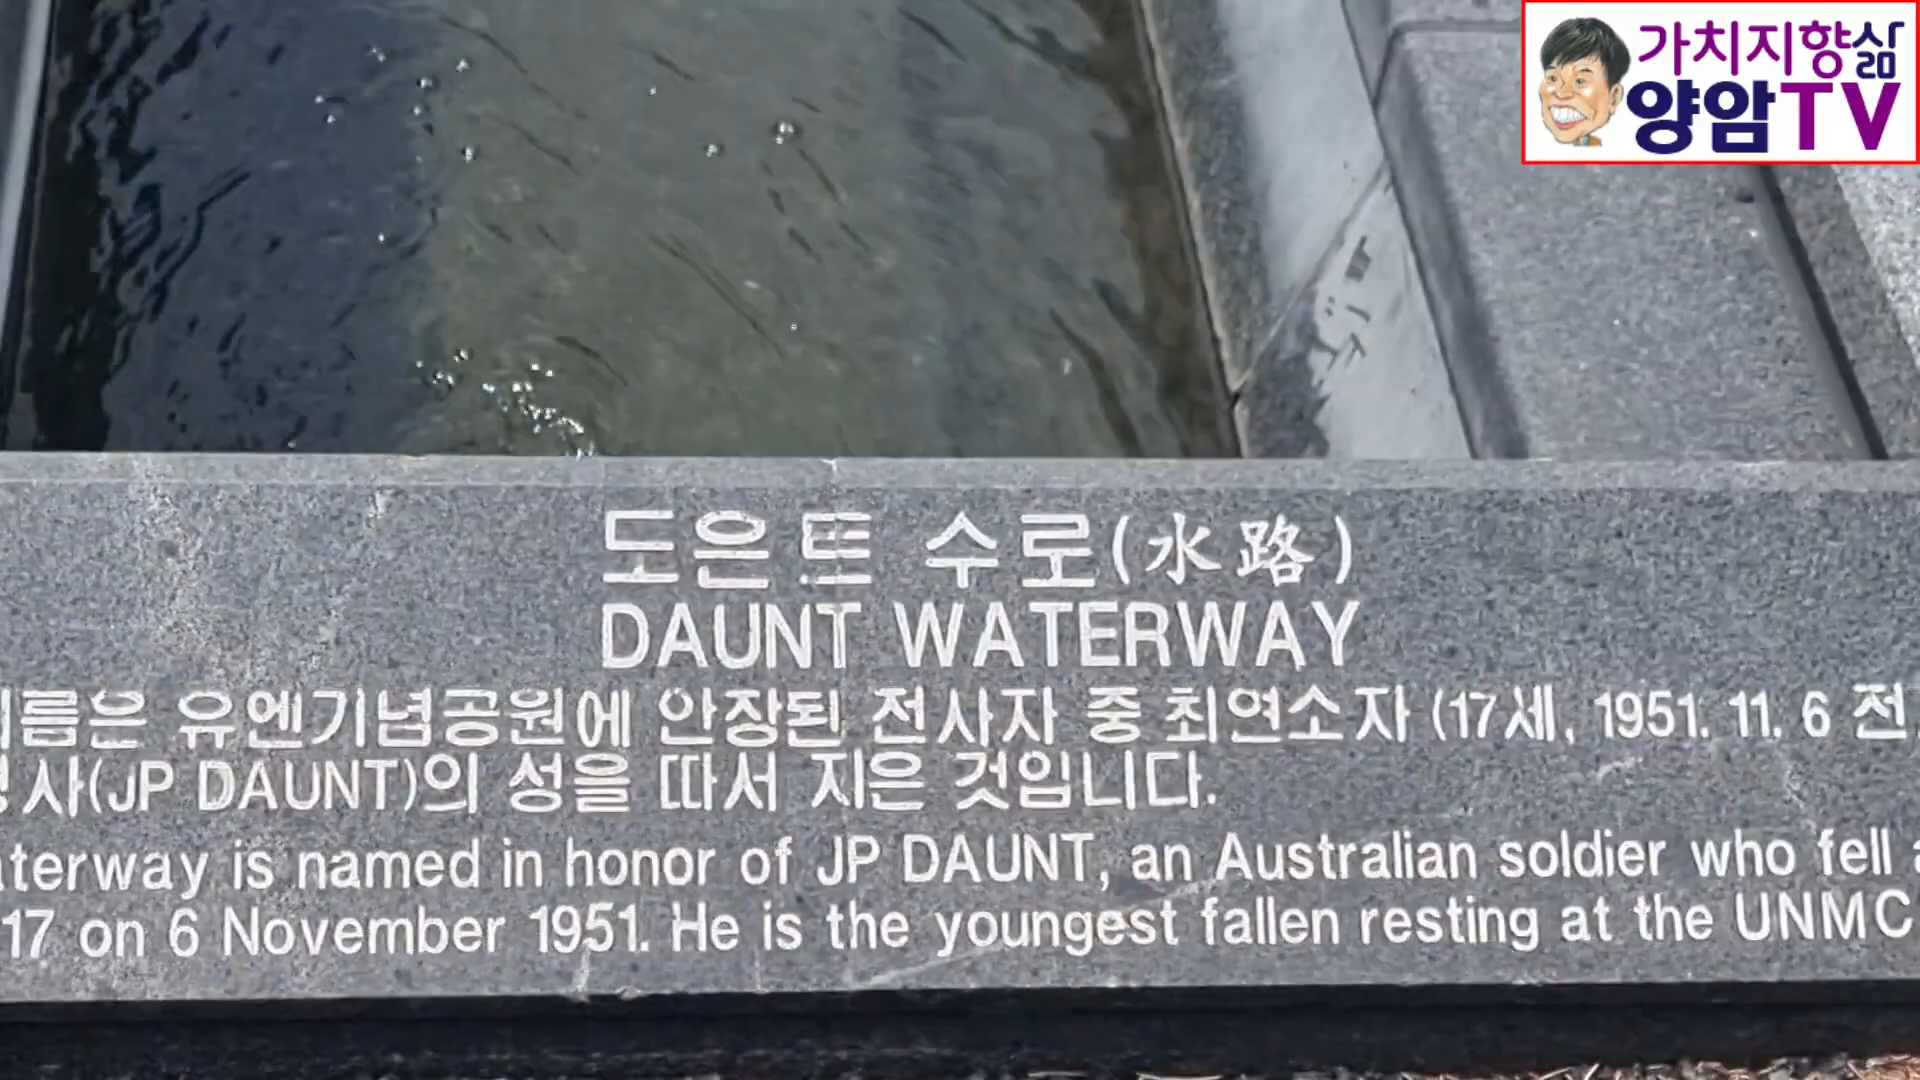 가치지향삶
양암TV
도은트 수로(水路)
DAUNT WATERWAY
이름은 유엔기념공원에 안장된 전사자 중 최연소자 (17세, 1951. 11. 6 전
사(JP DAUNT)의 성을 따서 지은 것입니다.
aterway is named in honor of JP DAUNT, an Australian soldier who fell a
17 on 6 November 1951. He is the youngest fallen resting at the UNMC